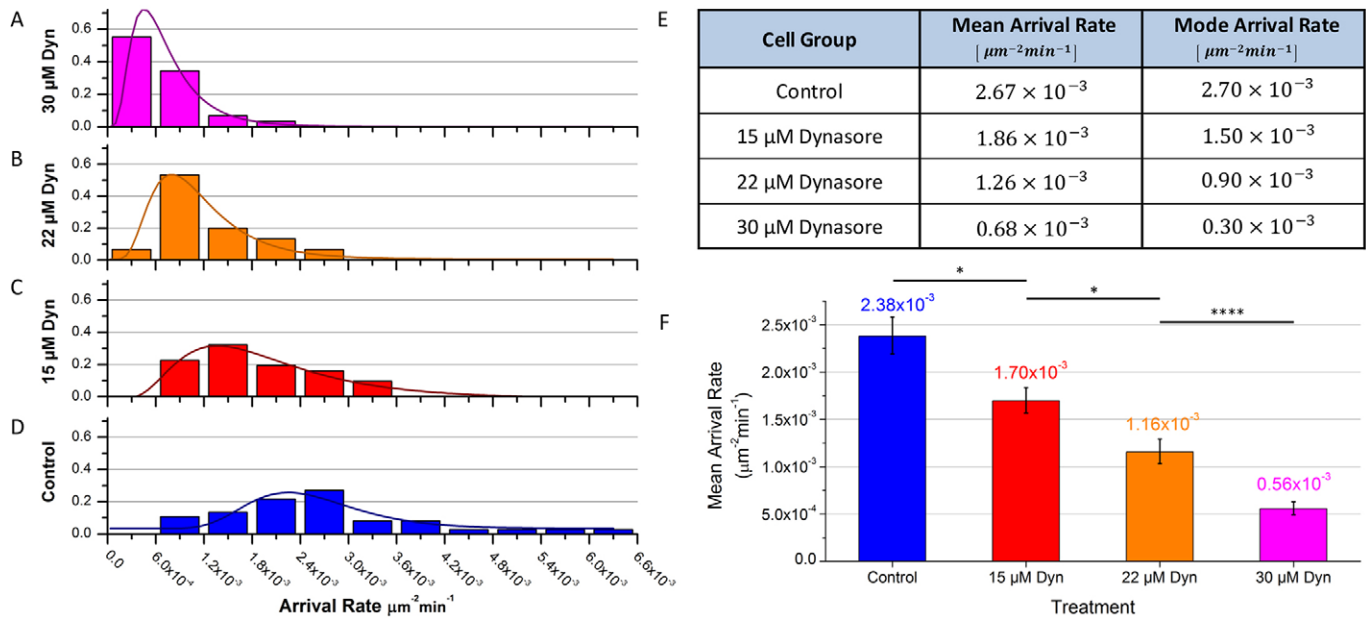 A
30 µM Dyn
0.6
0.4
0.2
0.0
B
22 µM Dyn
0.6
0.4
0.2
0.0
C
15 µM Dyn
0.6
0.4
0.2
0.0
D
Control
0.6
0.4
0.2
0.0
0.0 6.0x10⁻⁴ 1.2x10⁻³ 1.8x10⁻³ 2.4x10⁻³ 3.0x10⁻³ 3.6x10⁻³ 4.2x10⁻³ 4.8x10⁻³ 5.4x10⁻³ 6.0x10⁻³ 6.6x10⁻³
Arrival Rate µm⁻²min⁻¹
E
Cell Group Mean Arrival Rate [ µm⁻²min⁻¹] Mode Arrival Rate [ µm⁻²min⁻¹]
Control 2.67 × 10⁻³ 2.70 × 10⁻³
15 µM Dynasore 1.86 × 10⁻³ 1.50 × 10⁻³
22 µM Dynasore 1.26 × 10⁻³ 0.90 × 10⁻³
30 µM Dynasore 0.68 × 10⁻³ 0.30 × 10⁻³
F
Mean Arrival Rate
(µm⁻²min⁻¹)
2.5x10⁻³
2.0x10⁻³
1.5x10⁻³
1.0x10⁻³
5.0x10⁻⁴
0.0
*
*
****
2.38x10⁻³
1.70x10⁻³
1.16x10⁻³
0.56x10⁻³
Control 15 µM Dyn 22 µM Dyn 30 µM Dyn
Treatment